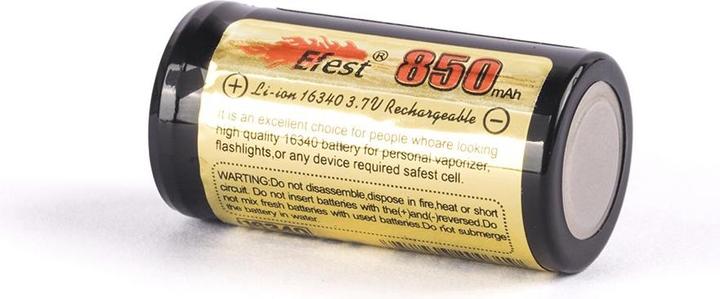 Efest® 850mAh
+ Li-ion 16340 3.7V Rechargeable -
It is an excellent choice for people whoare looking
high quality 16340 battery for personal vaporizer,
flashlights,or any device required safest cell.
WARNING:Do not disassemble,dispose in fire,heat or short
circuit. Do not insert batteries with the(+)and(-)reversed.Do
not mix fresh batteries with used batteries.Do not submerge
the battery in water.
16340